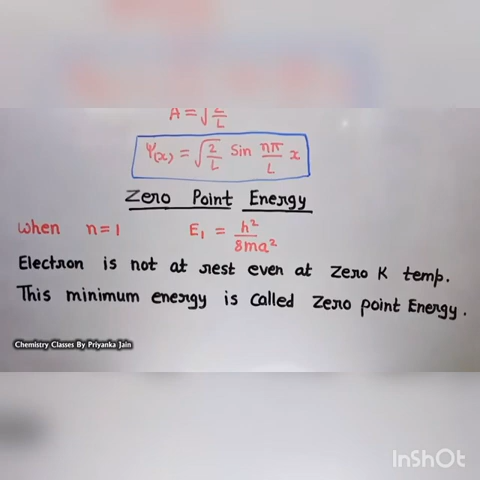 A = √2/L
Ψ(x) = √2/L Sin nπ/L x
Zero Point Energy
when n=1 E₁ = h²/8ma²
Electron is not at rest even at Zero K temp.
This minimum energy is called Zero point Energy.
Chemistry Classes By Priyanka Jain
InShOt